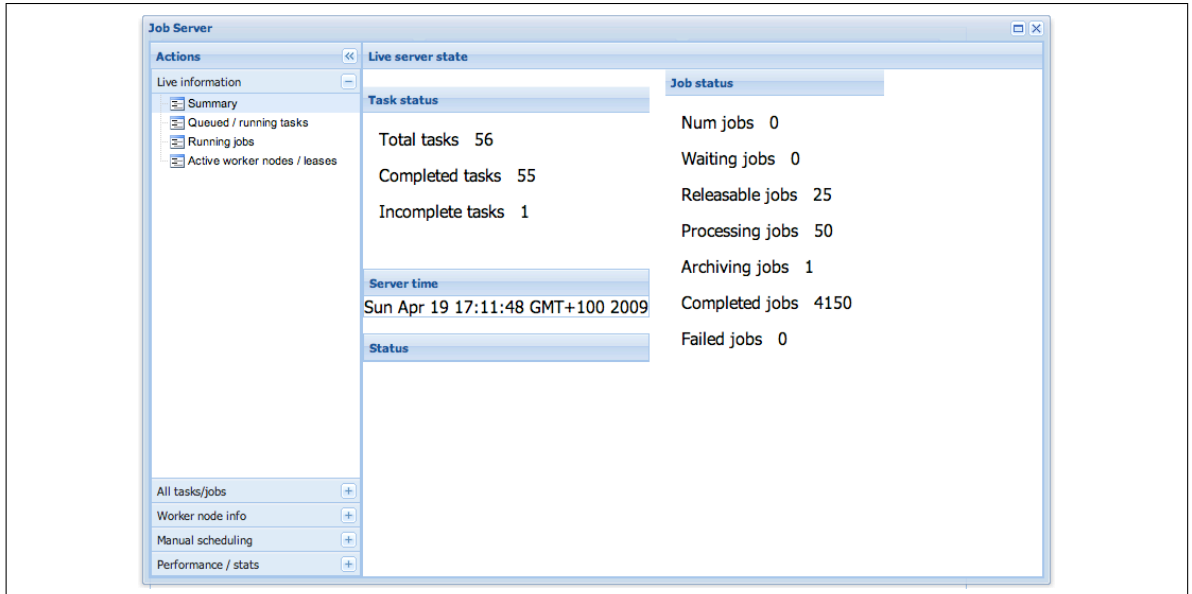 Job Server
Actions
Live information
Summary
Queued / running tasks
Running jobs
Active worker nodes / leases
All tasks/jobs
Worker node info
Manual scheduling
Performance / stats
Live server state
Task status
Total tasks 56
Completed tasks 55
Incomplete tasks 1
Server time
Sun Apr 19 17:11:48 GMT+100 2009
Status
Job status
Num jobs 0
Waiting jobs 0
Releasable jobs 25
Processing jobs 50
Archiving jobs 1
Completed jobs 4150
Failed jobs 0